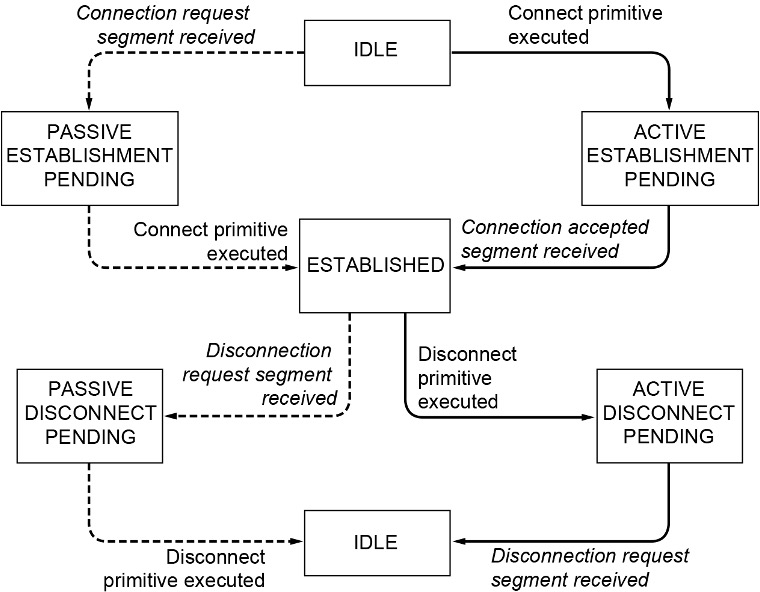 Connection request
segment received
IDLE
Connect primitive
executed
PASSIVE
ESTABLISHMENT
PENDING
ACTIVE
ESTABLISHMENT
PENDING
Connect primitive
executed
ESTABLISHED
Connection accepted
segment received
Disconnection
request segment
received
Disconnect
primitive
executed
PASSIVE
DISCONNECT
PENDING
ACTIVE
DISCONNECT
PENDING
Disconnect
primitive executed
IDLE
Disconnection request
segment received